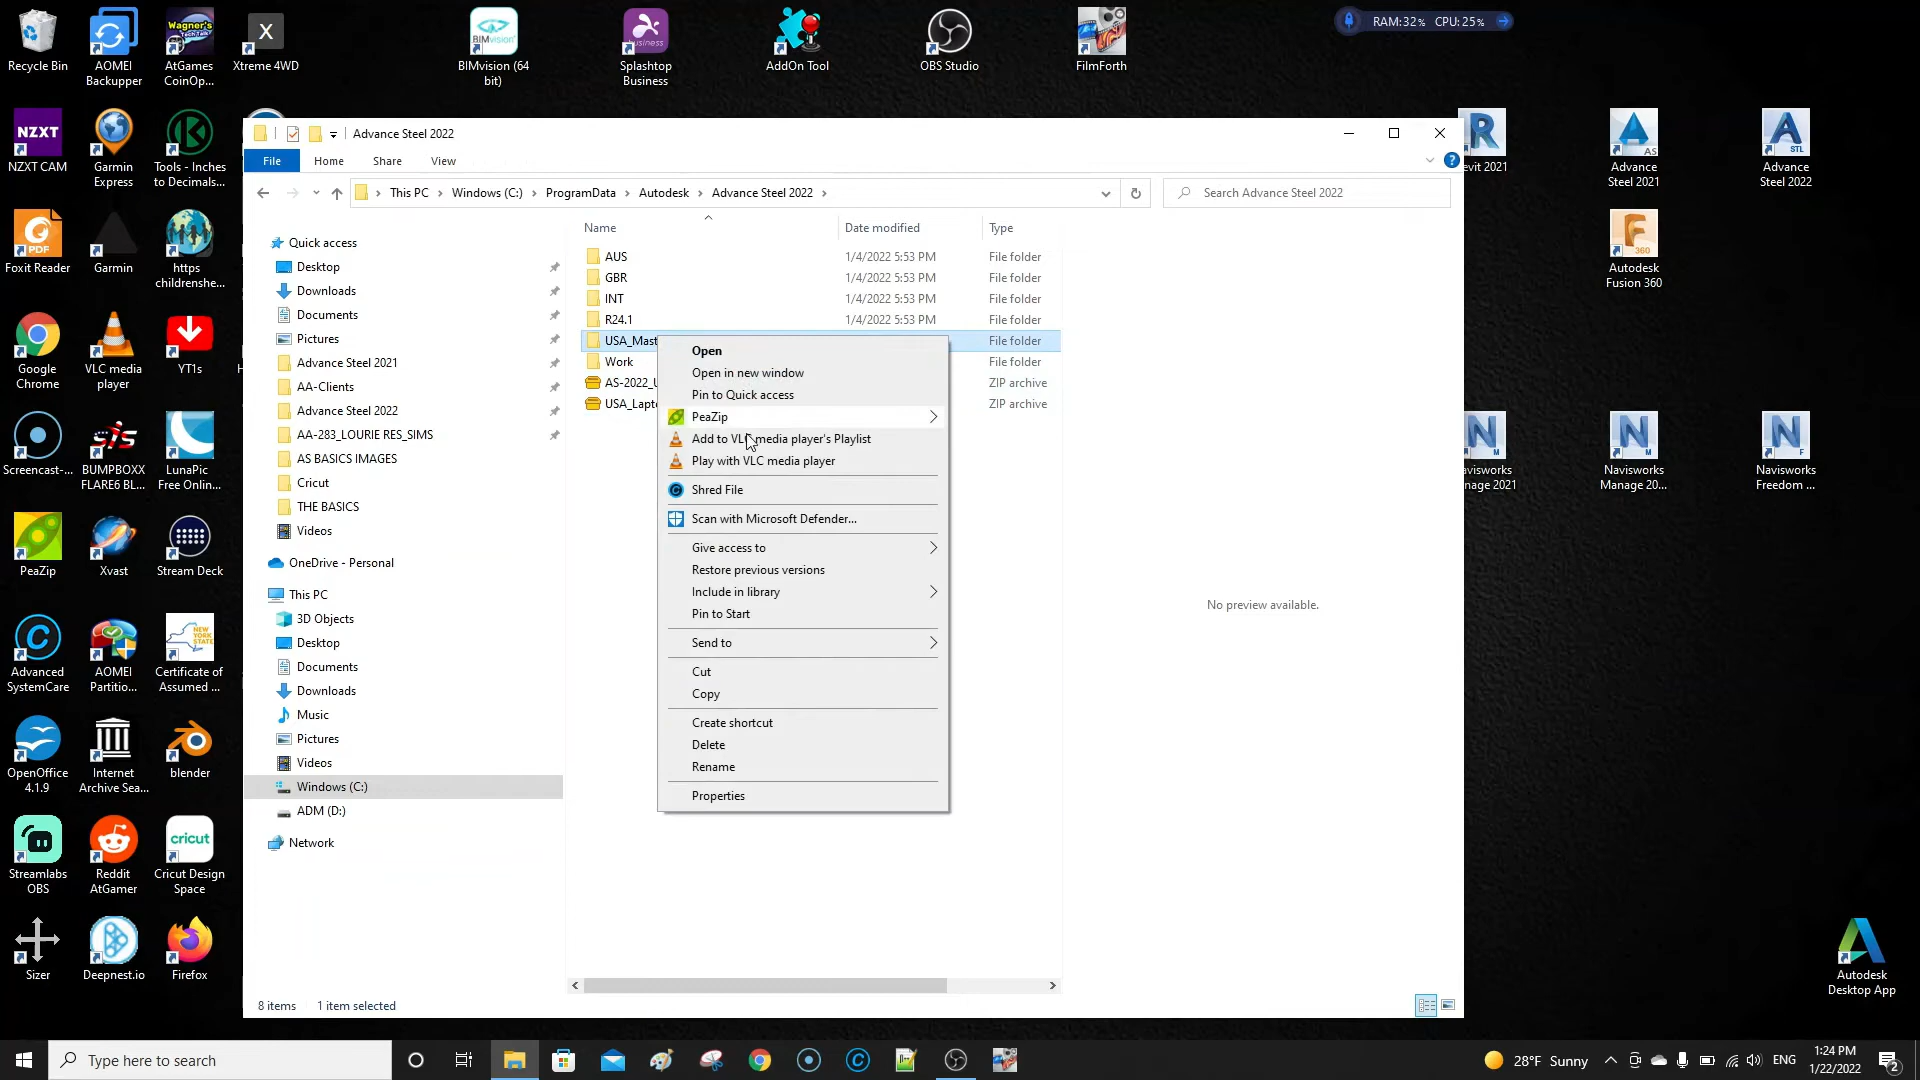 Recycle Bin
AOMEI
Backupper
AtGames
CoinOp...
Xtreme 4WD
BIMvision (64
bit)
Splashtop
Business
AddOn Tool
OBS Studio
FilmForth
RAM:32% CPU:25%
NZXT CAM
Garmin
Express
Tools - Inches
to Decimals...
Foxit Reader
Garmin
https
childrenshe...
Google
Chrome
VLC media
player
YT1s
Screencast-...
BUMPBOXX
FLARE6 BL...
LunaPic
Free Onlin...
PeaZip
Xvast
Stream Deck
Advanced
SystemCare
AOMEI
Partitio...
Certificate of
Assumed ...
OpenOffice
4.1.9
Internet
Archive Sea...
blender
Streamlabs
OBS
Reddit
AtGamer
Cricut Design
Space
Sizer
Deepnest.io
Firefox
Advance Steel 2022
File
Home
Share
View
This PC > Windows (C:) > ProgramData > Autodesk > Advance Steel 2022 >
Search Advance Steel 2022
Quick access
Desktop
Downloads
Documents
Pictures
Advance Steel 2021
AA-Clients
Advance Steel 2022
AA-283_LOURIE RES_SIMS
AS BASICS IMAGES
Cricut
THE BASICS
Videos
OneDrive - Personal
This PC
3D Objects
Desktop
Documents
Downloads
Music
Pictures
Videos
Windows (C:)
ADM (D:)
Network
Name Date modified Type
AUS 1/4/2022 5:53 PM File folder
GBR 1/4/2022 5:53 PM File folder
INT 1/4/2022 5:53 PM File folder
R24.1 1/4/2022 5:53 PM File folder
USA_Mast File folder
Work File folder
AS-2022_ ZIP archive
USA_Lapt ZIP archive
Open
Open in new window
Pin to Quick access
PeaZip
Add to VLC media player's Playlist
Play with VLC media player
Shred File
Scan with Microsoft Defender...
Give access to
Restore previous versions
Include in library
Pin to Start
Send to
Cut
Copy
Create shortcut
Delete
Rename
Properties
No preview available.
8 items 1 item selected
evit 2021
Advance
Steel 2021
Advance
Steel 2022
Autodesk
Fusion 360
avisworks
nage 2021
Navisworks
Manage 20...
Navisworks
Freedom ...
Autodesk
Desktop App
Type here to search
28°F Sunny
ENG
1:24 PM
1/22/2022
2